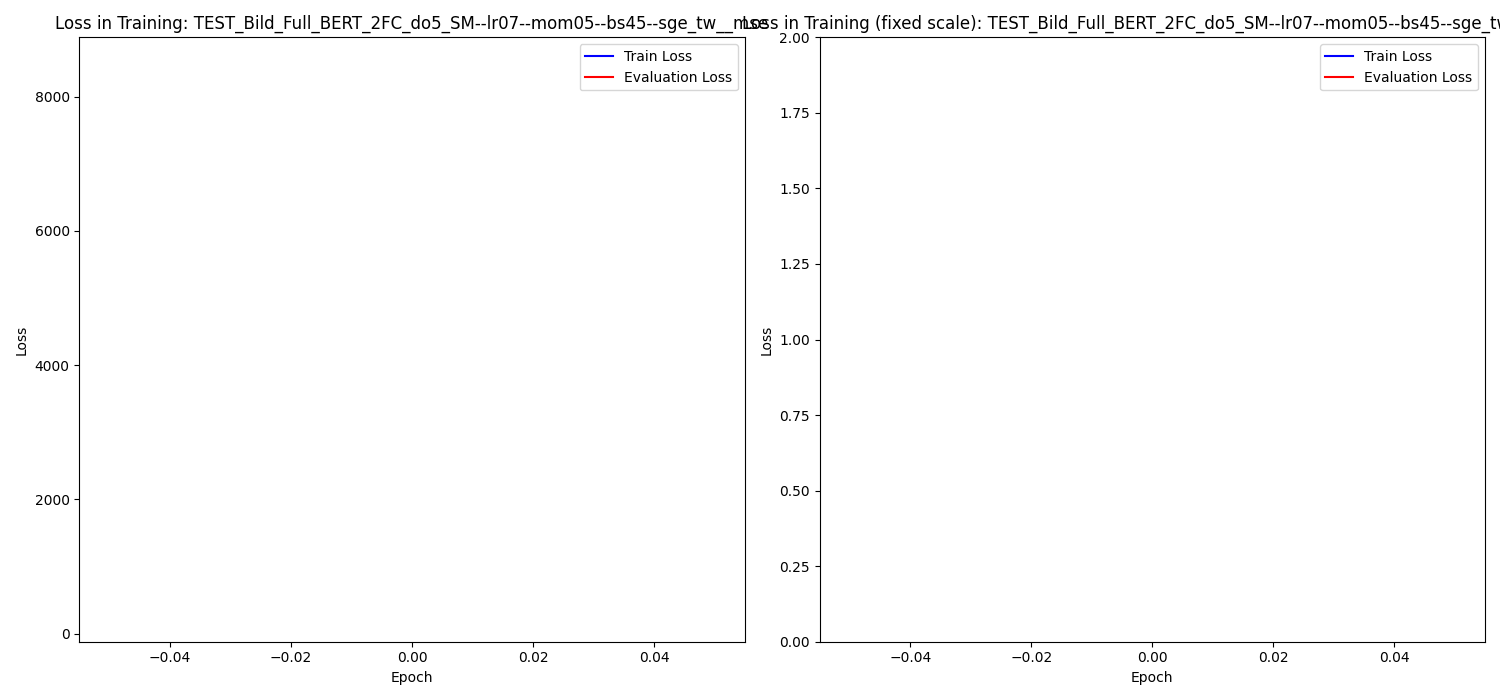 Loss in Training: TEST_Bild_Full_BERT_2FC_do5_SM--lr07--mom05--bs45--sge_tw__mse
Train Loss
Evaluation Loss
8000
6000
4000
2000
0
Loss
−0.04
−0.02
0.00
0.02
0.04
Epoch
Loss in Training (fixed scale): TEST_Bild_Full_BERT_2FC_do5_SM--lr07--mom05--bs45--sge_tw
Train Loss
Evaluation Loss
2.00
1.75
1.50
1.25
1.00
0.75
0.50
0.25
0.00
Loss
−0.04
−0.02
0.00
0.02
0.04
Epoch